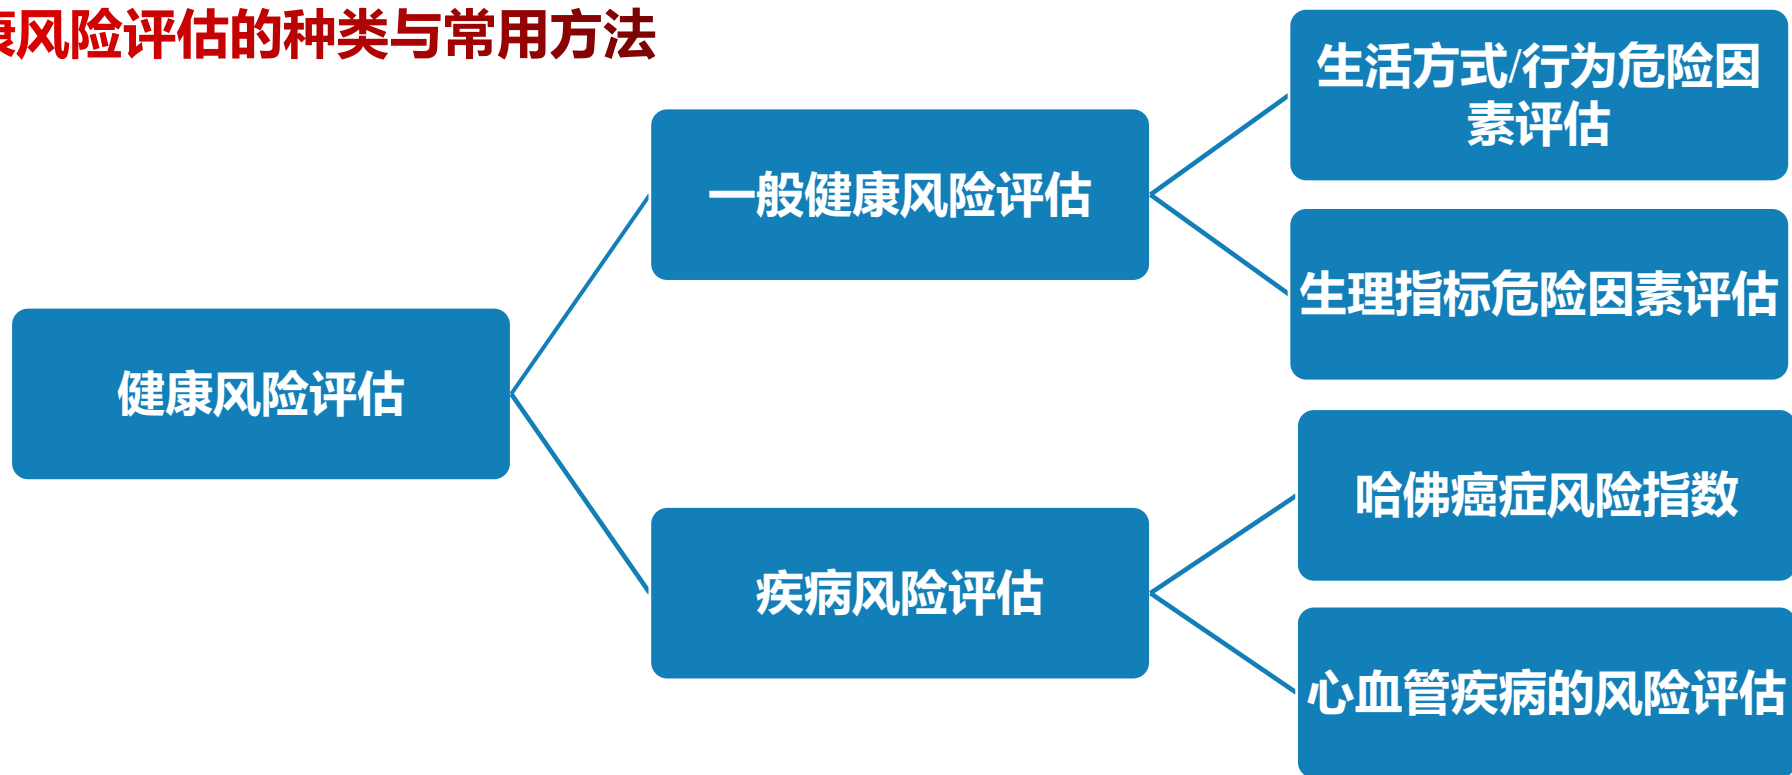 康风险评估的种类与常用方法
生活方式/行为危险因
素评估
一般健康风险评估
生理指标危险因素评估
健康风险评估
哈佛癌症风险指数
疾病风险评估
心血管疾病的风险评估